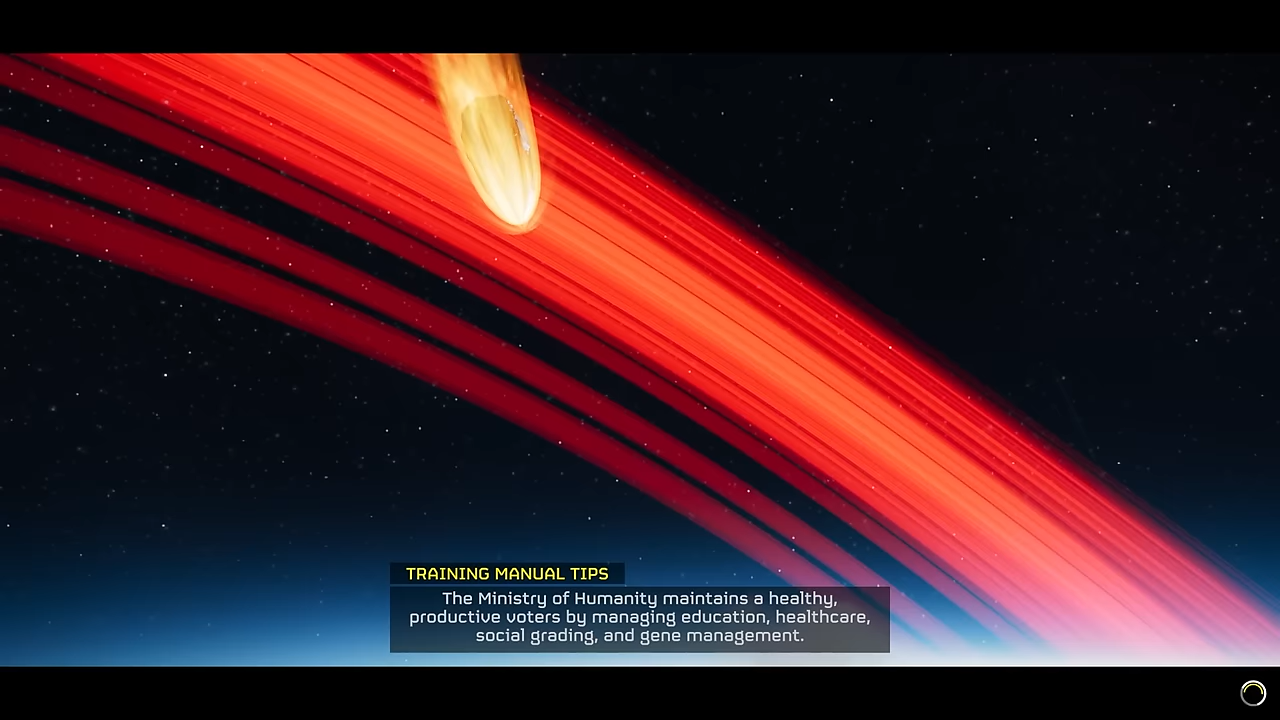 TRAINING MANUAL TIPS
The Ministry of Humanity maintains a healthy,
productive voters by managing education, healthcare,
social grading, and gene management.